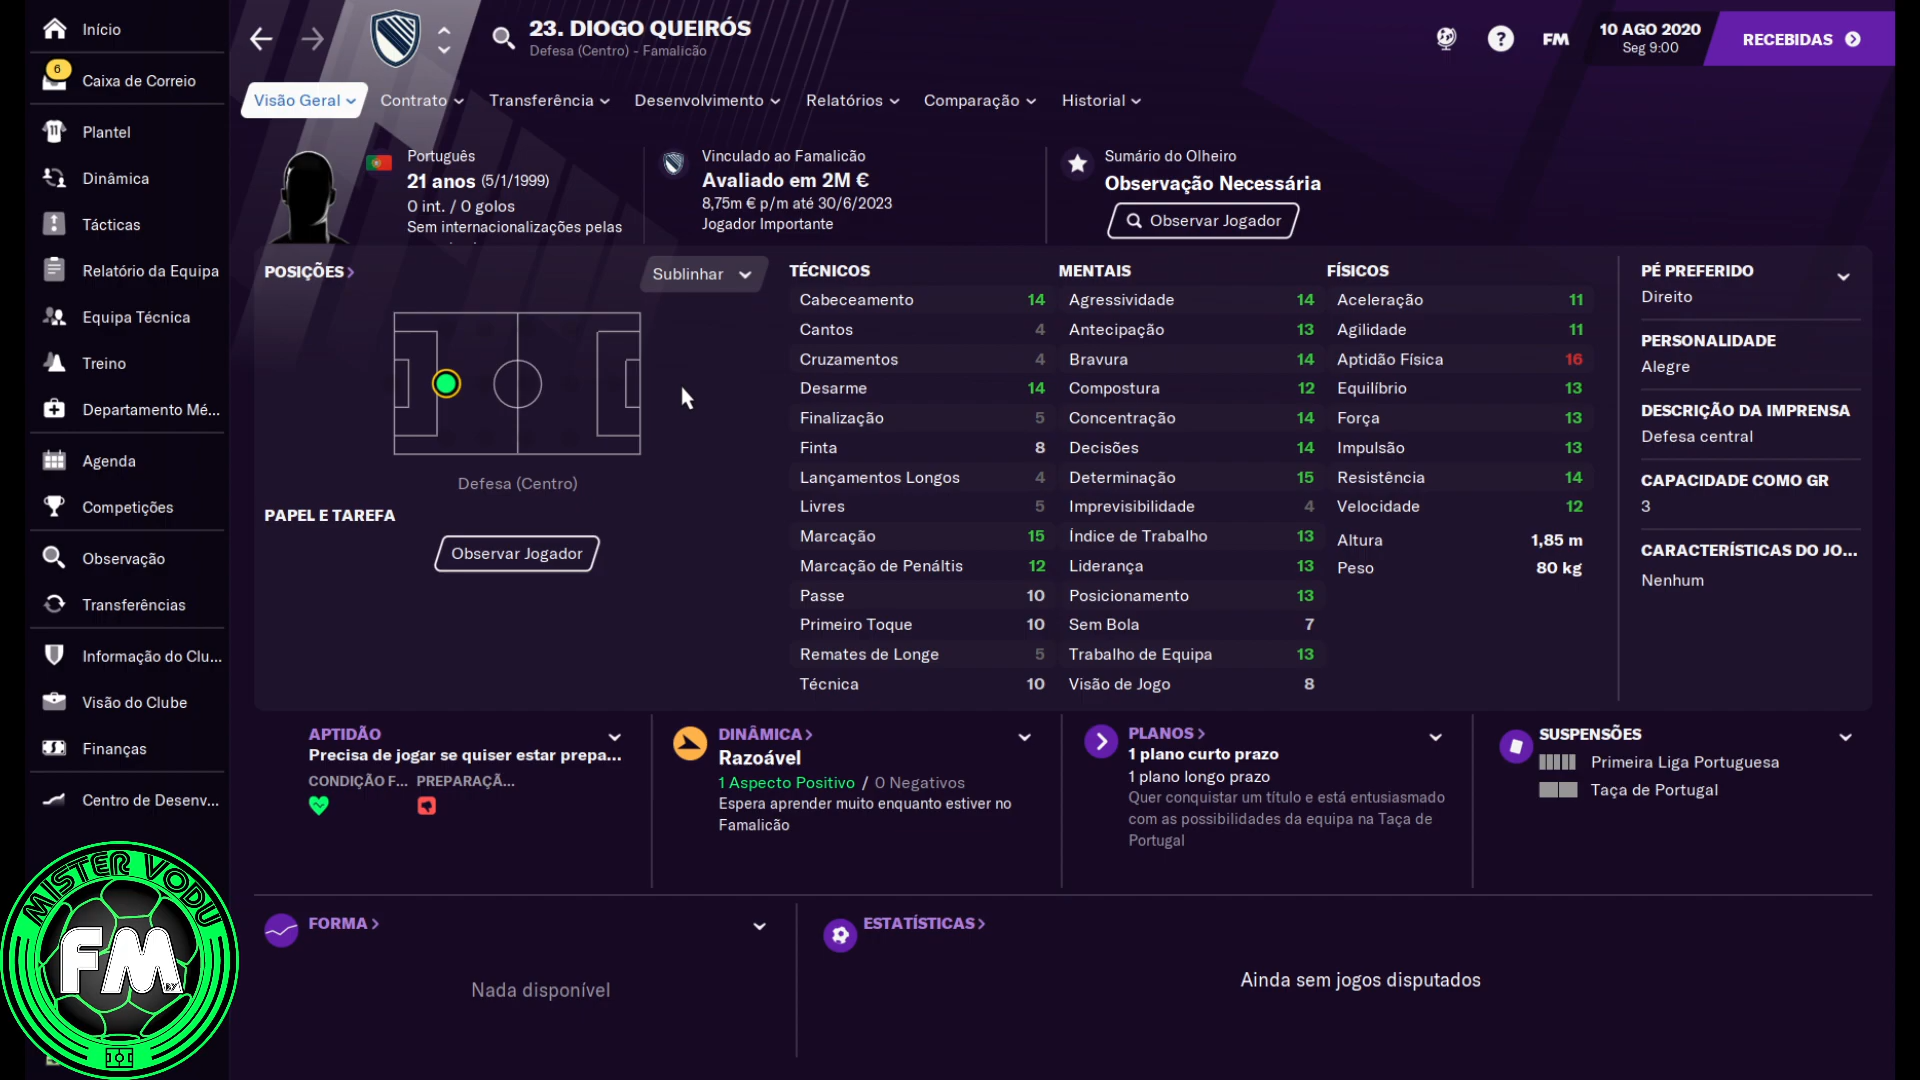 Início
6
Caixa de Correio
Plantel
Dinâmica
Tácticas
Relatório da Equipa
Equipa Técnica
Treino
Departamento Mé...
Agenda
Competições
Observação
Transferências
Informação do Clu...
Visão do Clube
Finanças
Centro de Desenv...
MISTER VODU
FM
BY
23. DIOGO QUEIRÓS
Defesa (Centro) - Famalicão
? FM
10 AGO 2020
Seg 9:00
RECEBIDAS
Visão Geral Contrato Transferência Desenvolvimento Relatórios Comparação Historial
Português
21 anos (5/1/1999)
0 int. / 0 golos
Sem internacionalizações pelas
Vinculado ao Famalicão
Avaliado em 2M €
8,75m € p/m até 30/6/2023
Jogador Importante
Sumário do Olheiro
Observação Necessária
Observar Jogador
POSIÇÕES
Sublinhar
Defesa (Centro)
PAPEL E TAREFA
Observar Jogador
TÉCNICOS
Cabeceamento 14
Cantos 4
Cruzamentos 4
Desarme 14
Finalização 5
Finta 8
Lançamentos Longos 4
Livres 5
Marcação 15
Marcação de Penáltis 12
Passe 10
Primeiro Toque 10
Remates de Longe 5
Técnica 10
MENTAIS
Agressividade 14
Antecipação 13
Bravura 14
Compostura 12
Concentração 14
Decisões 14
Determinação 15
Imprevisibilidade 4
Índice de Trabalho 13
Liderança 13
Posicionamento 13
Sem Bola 7
Trabalho de Equipa 13
Visão de Jogo 8
FÍSICOS
Aceleração 11
Agilidade 11
Aptidão Física 16
Equilíbrio 13
Força 13
Impulsão 13
Resistência 14
Velocidade 12
Altura 1,85 m
Peso 80 kg
PÉ PREFERIDO
Direito
PERSONALIDADE
Alegre
DESCRIÇÃO DA IMPRENSA
Defesa central
CAPACIDADE COMO GR
3
CARACTERÍSTICAS DO JO...
Nenhum
APTIDÃO
Precisa de jogar se quiser estar prepa...
CONDIÇÃO F... PREPARAÇÃ...
DINÂMICA
Razoável
1 Aspecto Positivo / 0 Negativos
Espera aprender muito enquanto estiver no
Famalicão
PLANOS
1 plano curto prazo
1 plano longo prazo
Quer conquistar um título e está entusiasmado
com as possibilidades da equipa na Taça de
Portugal
SUSPENSÕES
Primeira Liga Portuguesa
Taça de Portugal
FORMA
Nada disponível
ESTATÍSTICAS
Ainda sem jogos disputados